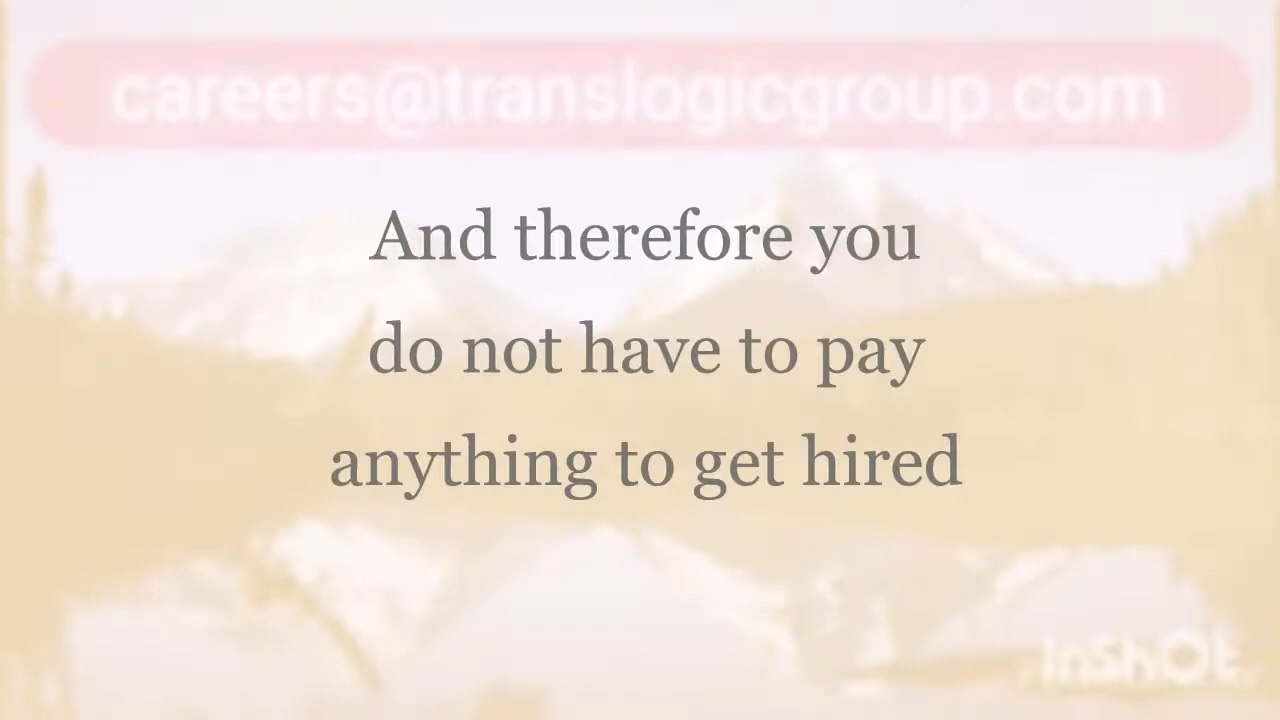 careers@translogicgroup.com
And therefore you
do not have to pay
anything to get hired
InShOt